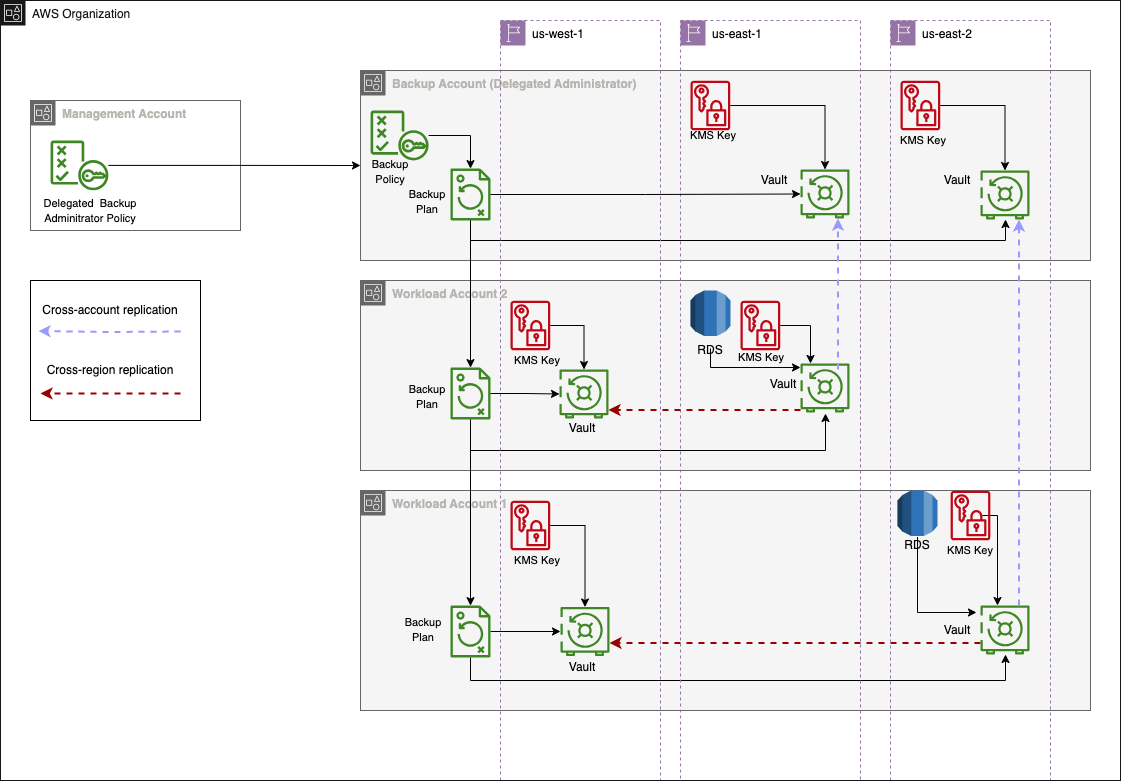 AWS Organization
us-west-1
us-east-1
us-east-2
Backup Account (Delegated Administrator)
Management Account
Delegated Backup
Adminitrator Policy
Backup
Policy
Backup
Plan
KMS Key
Vault
KMS Key
Vault
Cross-account replication
Cross-region replication
Workload Account 2
KMS Key
Backup
Plan
Vault
RDS
KMS Key
Vault
Workload Account 1
KMS Key
Backup
Plan
Vault
RDS
KMS Key
Vault